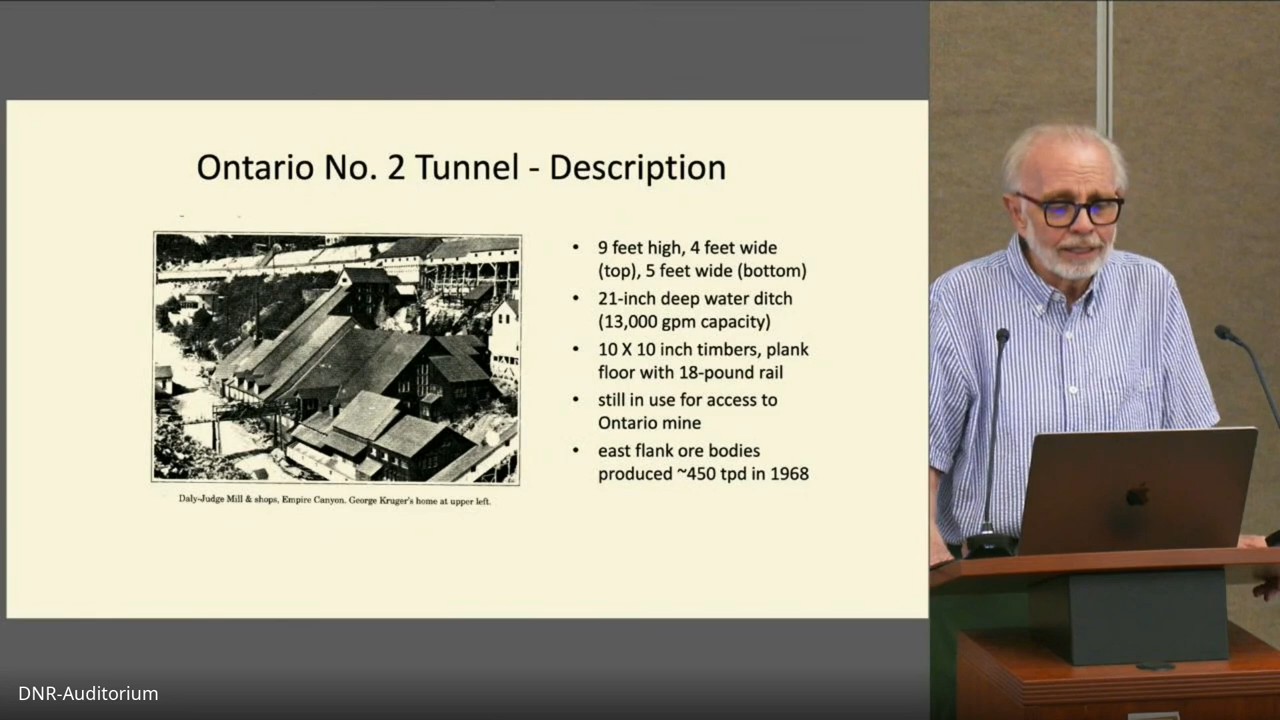 Ontario No. 2 Tunnel - Description
• 9 feet high, 4 feet wide
(top), 5 feet wide (bottom)
• 21-inch deep water ditch
(13,000 gpm capacity)
• 10 X 10 inch timbers, plank
floor with 18-pound rail
• still in use for access to
Ontario mine
• east flank ore bodies
produced ~450 tpd in 1968
Daly-Judge Mill & shops, Empire Canyon. George Kruger's home at upper left.
DNR-Auditorium